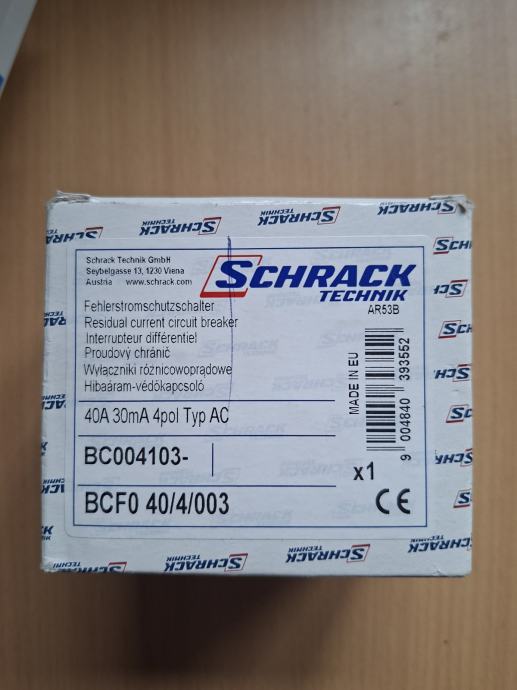 Schrack Technik GmbH
Seybelgasse 13, 1230 Viena
Austria www.schrack.com
SCHRACK
TECHNIK
AR53B
Fehlerstromschutzschalter
Residual current circuit breaker
Interrupteur différentiel
Proudový chránič
Wyłączniki różnicowoprądowe
Hibaáram-védőkapcsoló
40A 30mA 4pol Typ AC
BC004103-
BCF0 40/4/003
MADE IN EU
9 004840 393552
x1
CE